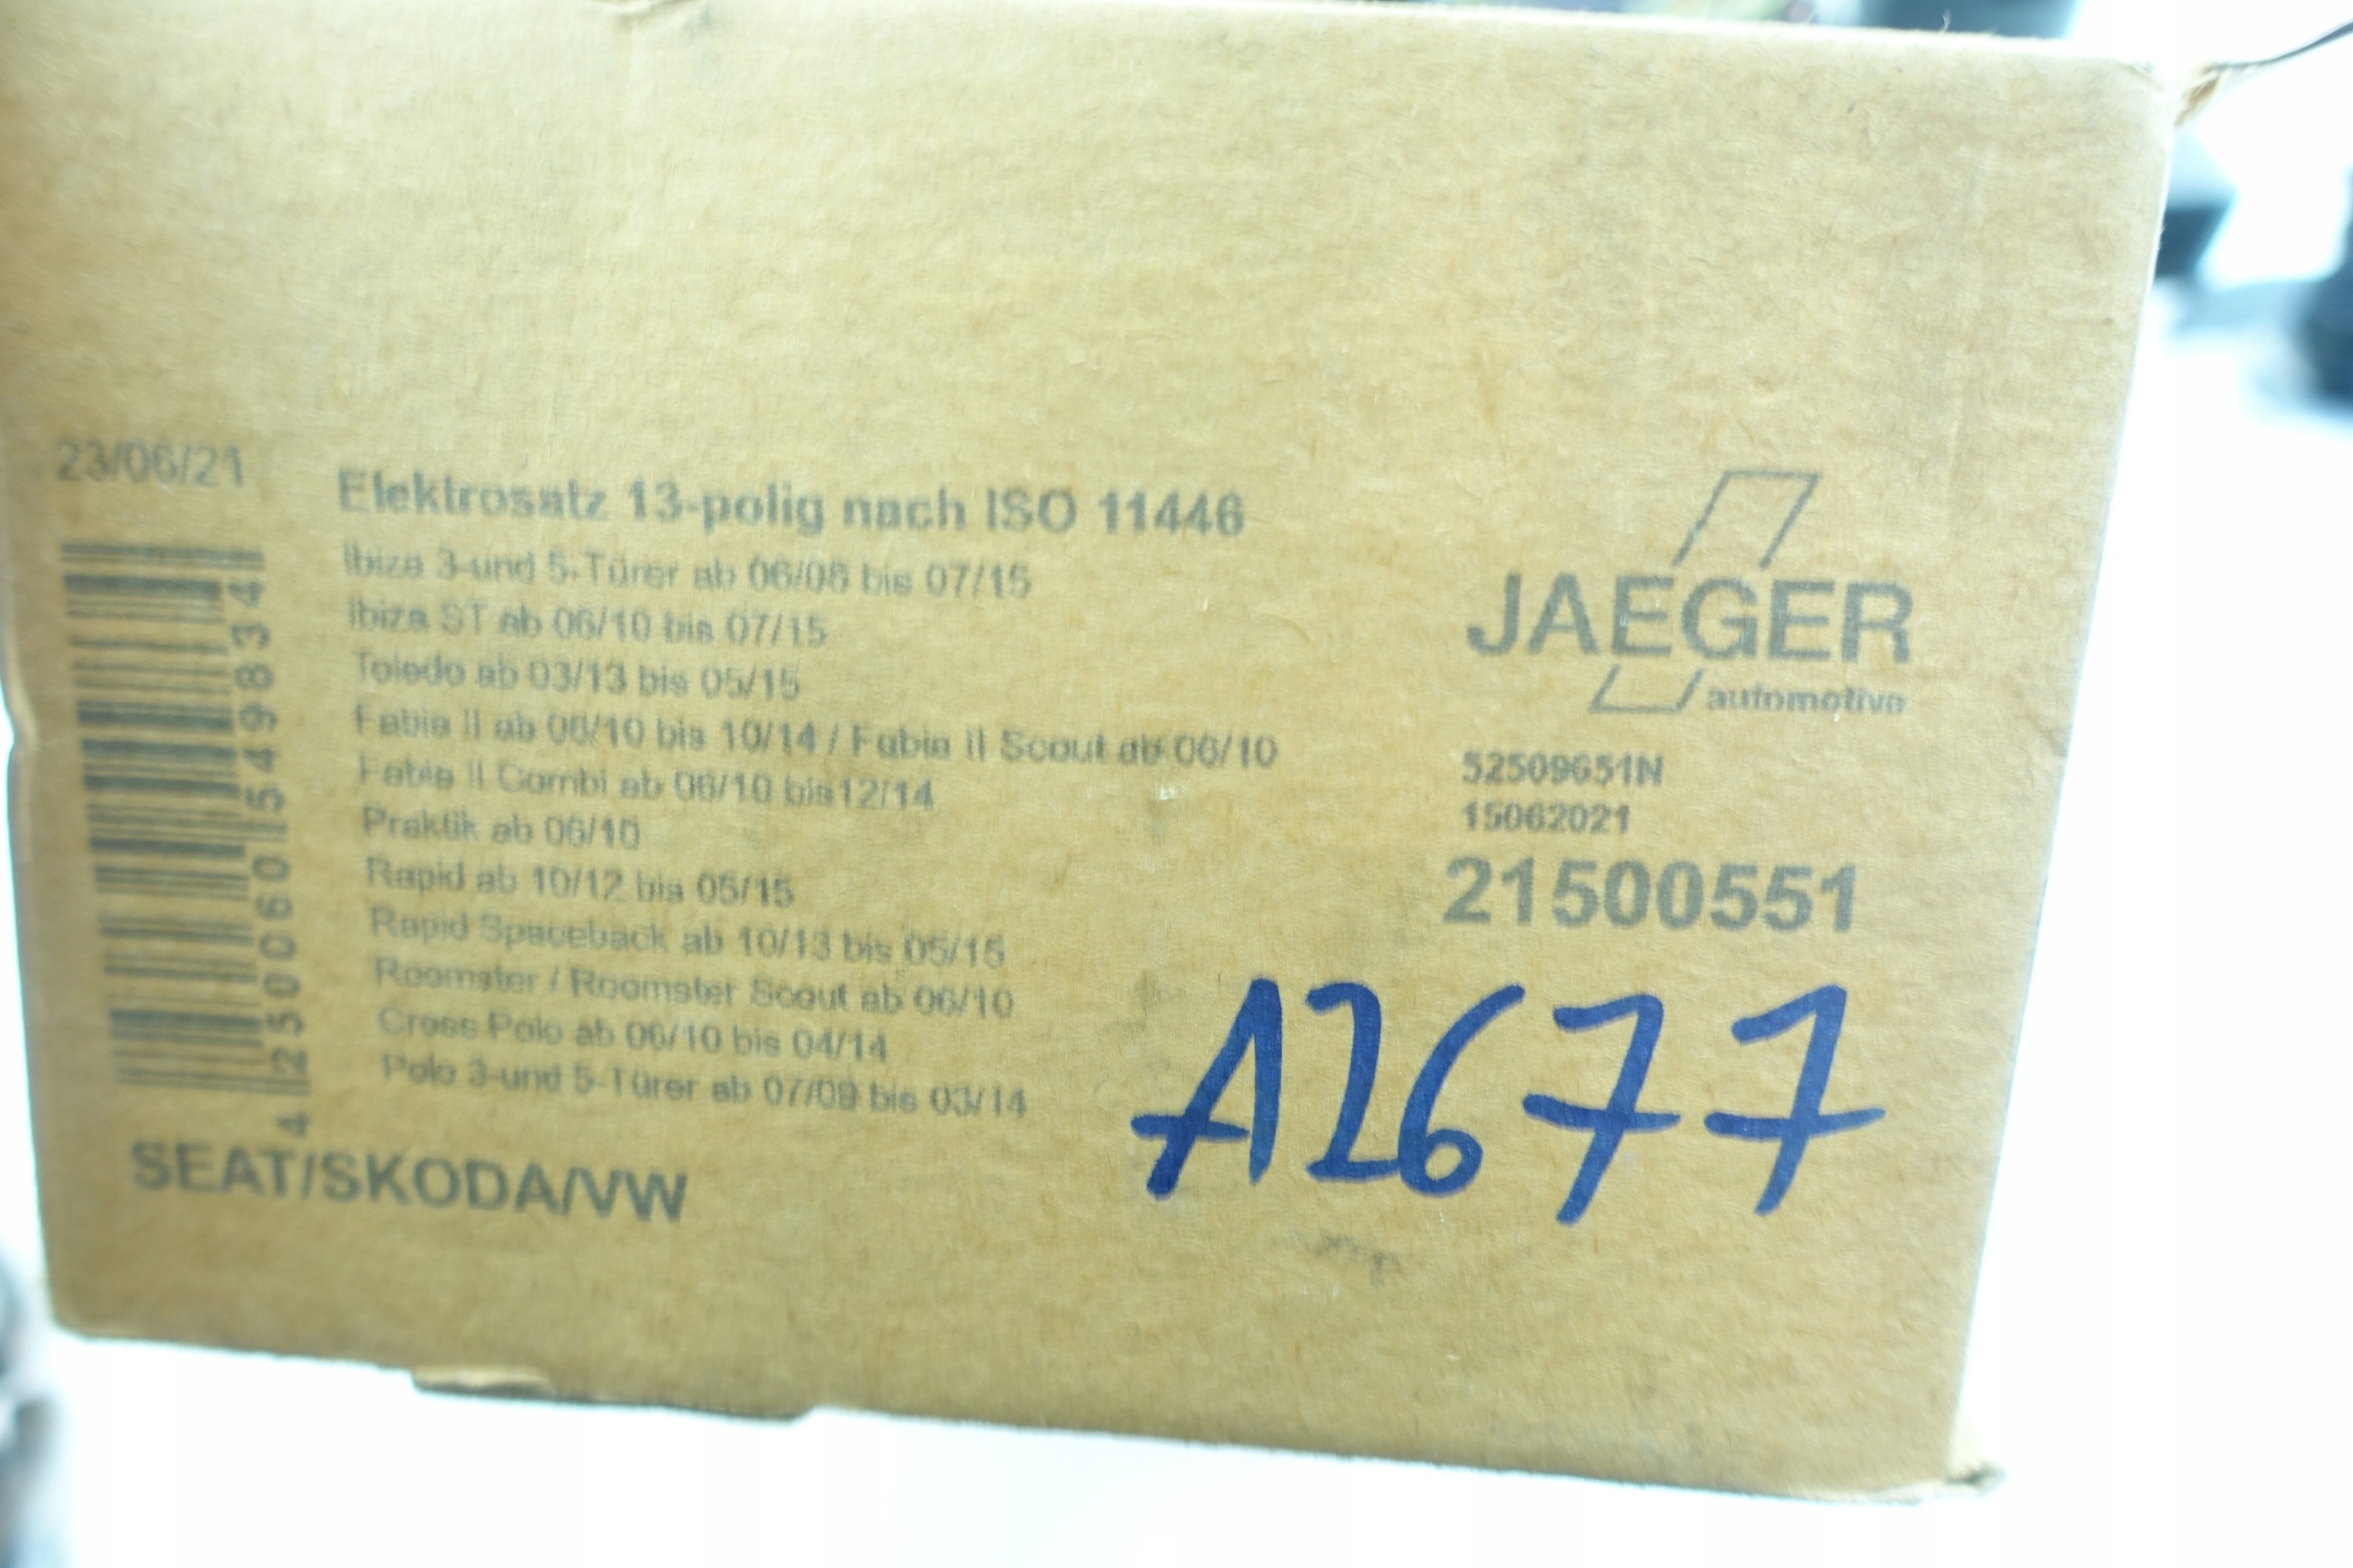 23/06/21
Elektrosatz 13-polig nach ISO 11446
Ibiza 3-und 5-Türer ab 06/08 bis 07/15
Ibiza ST ab 06/10 bis 07/15
Toledo ab 03/13 bis 05/15
Fabia II ab 06/10 bis 10/14 / Fabia II Scout ab 06/10
Fabia II Combi ab 06/10 bis12/14
Praktik ab 06/10
Rapid ab 10/12 bis 05/15
Rapid Spaceback ab 10/13 bis 05/15
Roomster / Roomster Scout ab 06/10
Cross Polo ab 06/10 bis 04/14
Polo 3-und 5-Türer ab 07/09 bis 03/14
4 250060 549834
SEAT/SKODA/VW
JAEGER
automotive
52509651N
15062021
21500551
A2677